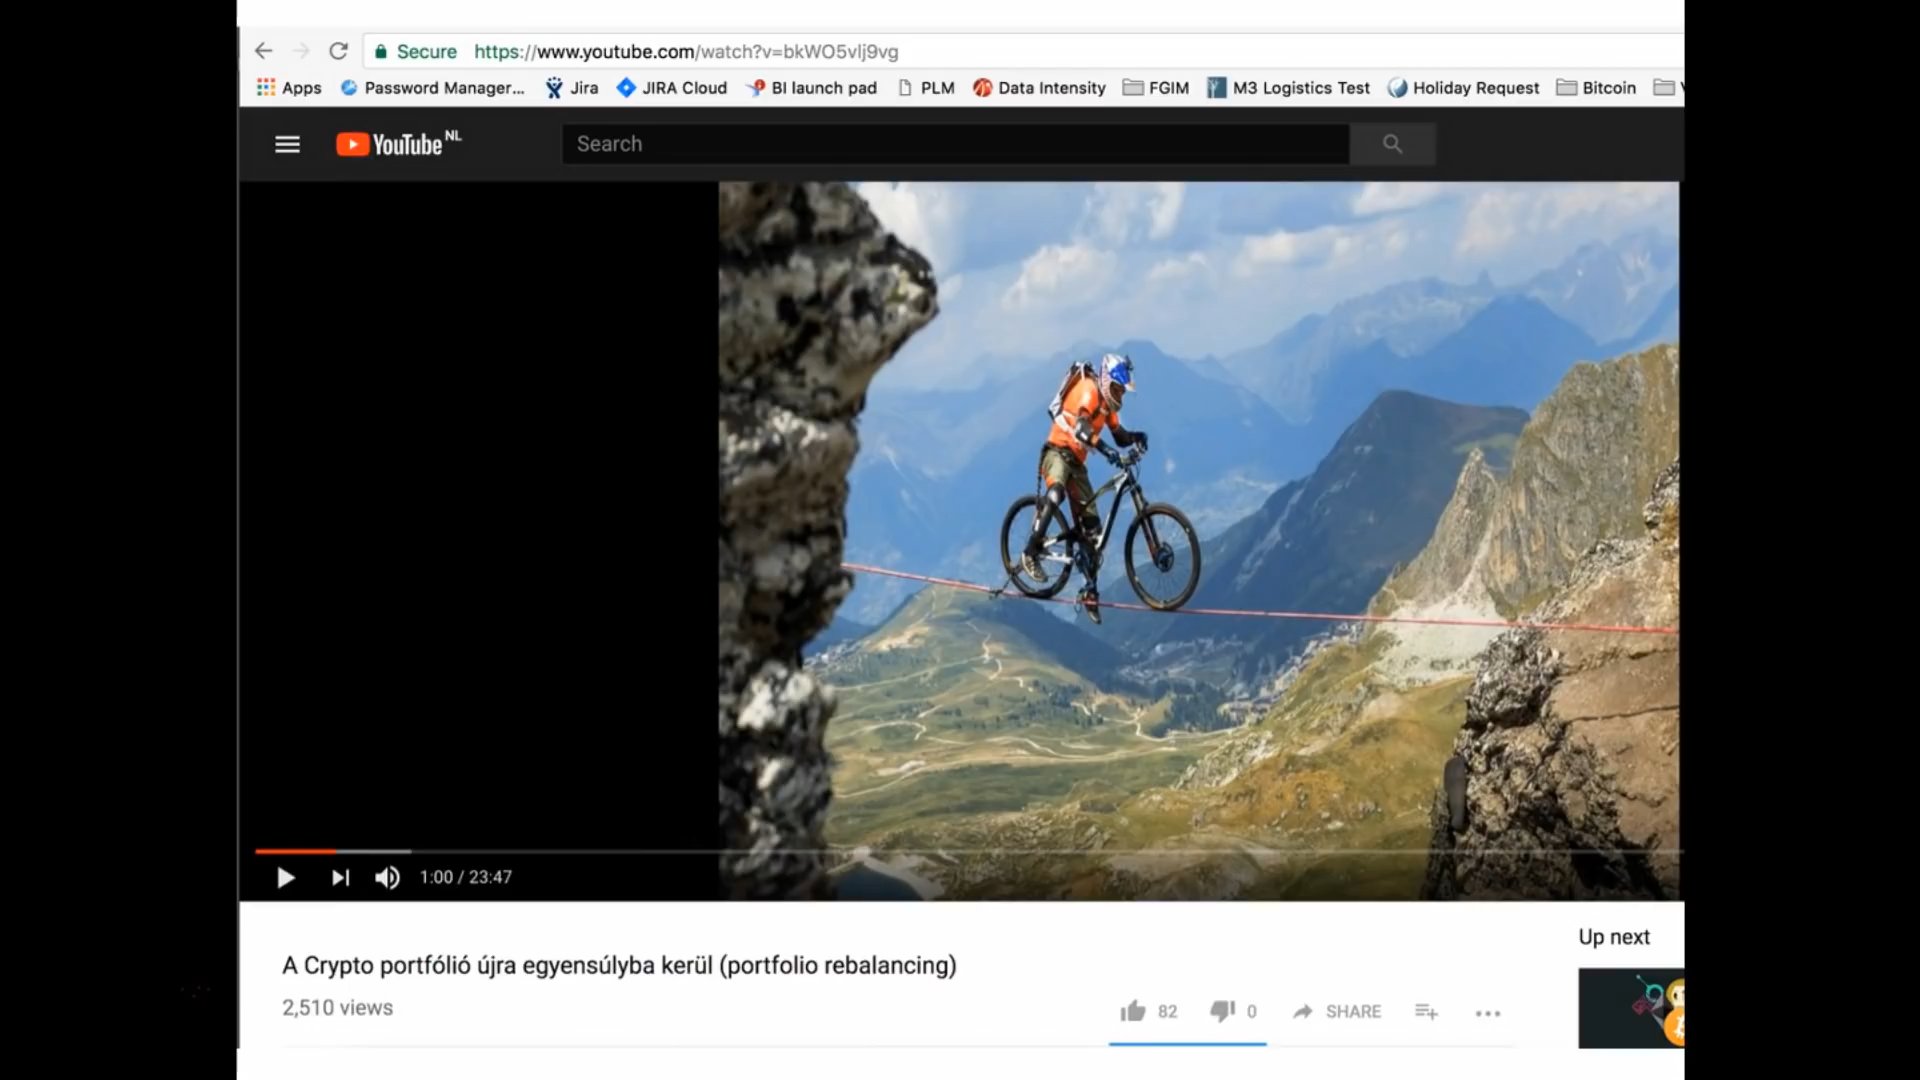 Secure https://www.youtube.com/watch?v=bkWO5vlj9vg
Apps Password Manager... Jira JIRA Cloud BI launch pad PLM Data Intensity FGIM M3 Logistics Test Holiday Request Bitcoin
YouTube NL Search
1:00 / 23:47
Up next
A Crypto portfólió újra egyensúlyba kerül (portfolio rebalancing)
2,510 views
82 0 SHARE